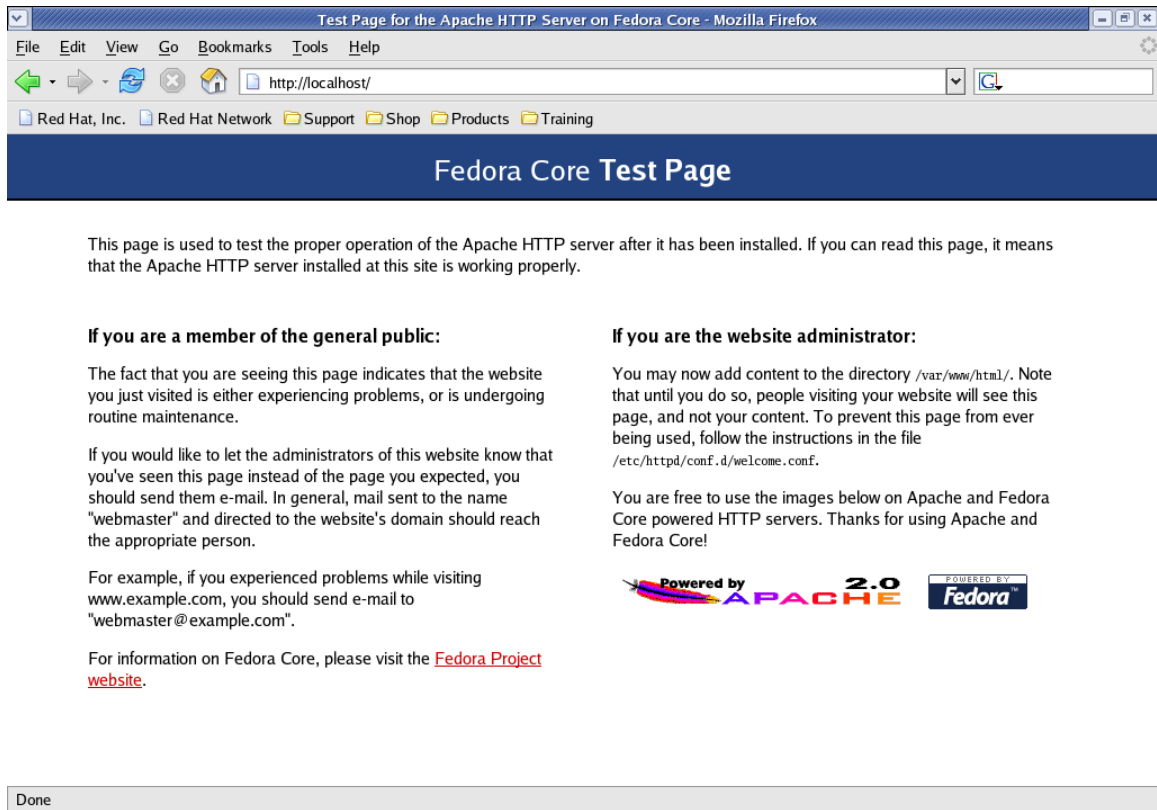 Test Page for the Apache HTTP Server on Fedora Core - Mozilla Firefox
File Edit View Go Bookmarks Tools Help
http://localhost/
G
Red Hat, Inc. Red Hat Network Support Shop Products Training
Fedora Core Test Page
This page is used to test the proper operation of the Apache HTTP server after it has been installed. If you can read this page, it means
that the Apache HTTP server installed at this site is working properly.
If you are a member of the general public:
The fact that you are seeing this page indicates that the website
you just visited is either experiencing problems, or is undergoing
routine maintenance.
If you would like to let the administrators of this website know that
you've seen this page instead of the page you expected, you
should send them e-mail. In general, mail sent to the name
"webmaster" and directed to the website's domain should reach
the appropriate person.
For example, if you experienced problems while visiting
www.example.com, you should send e-mail to
"webmaster@example.com".
For information on Fedora Core, please visit the Fedora Project
website.
If you are the website administrator:
You may now add content to the directory /var/www/html/. Note
that until you do so, people visiting your website will see this
page, and not your content. To prevent this page from ever
being used, follow the instructions in the file
/etc/httpd/conf.d/welcome.conf.
You are free to use the images below on Apache and Fedora
Core powered HTTP servers. Thanks for using Apache and
Fedora Core!
Powered by 2.0
APACHE
POWERED BY
Fedora™
Done